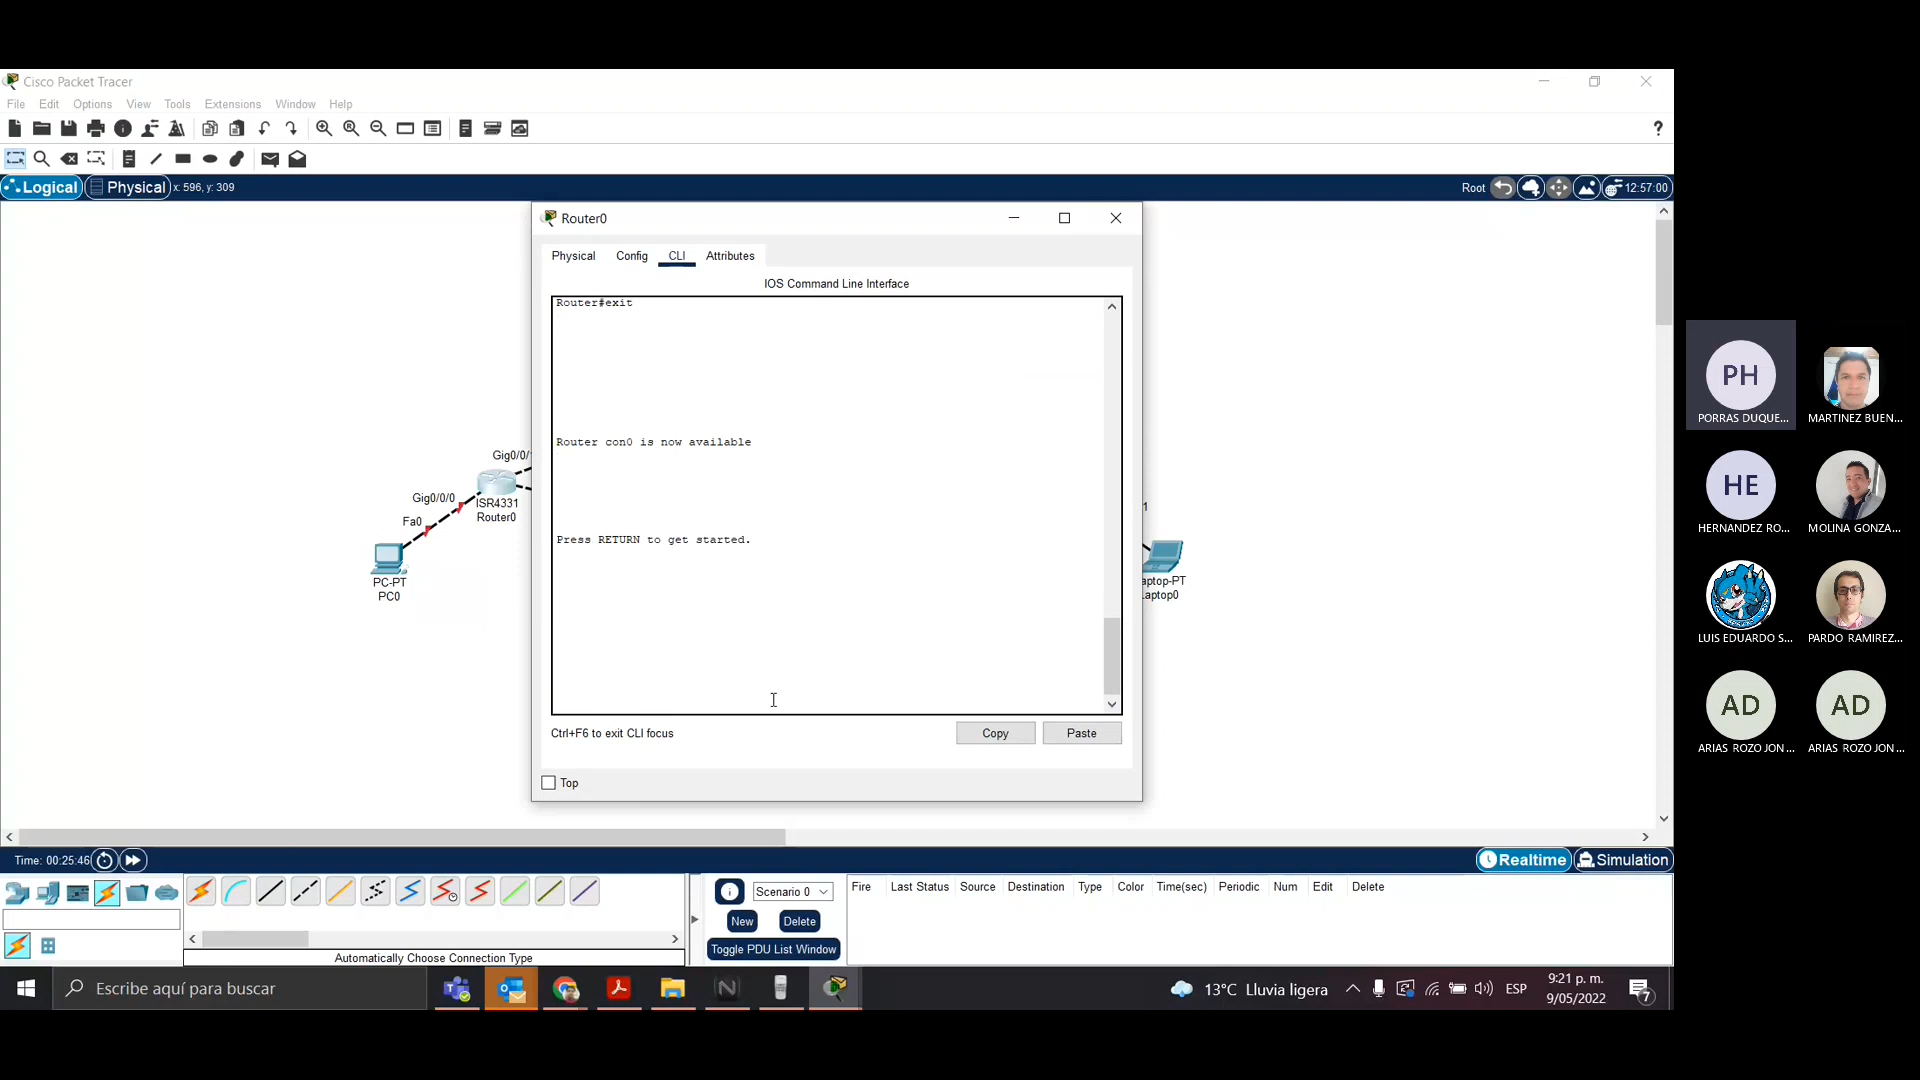 Cisco Packet Tracer
File Edit Options View Tools Extensions Window Help
?
Logical Physical x: 596, y: 309 Root 12:57:00
Router0
Physical Config CLI Attributes
IOS Command Line Interface
Router#exit
Router con0 is now available
Press RETURN to get started.
Ctrl+F6 to exit CLI focus Copy Paste
Top
Gig0/0/
ISR4331
Router0
Gig0/0/0
Fa0
PC-PT
PC0
1
aptop-PT
aptop0
PH
PORRAS DUQUE...
MARTINEZ BUEN...
HE
HERNANDEZ RO...
MOLINA GONZA...
LUIS EDUARDO S...
PARDO RAMIREZ...
AD
ARIAS ROZO JON ...
AD
ARIAS ROZO JON ...
Time: 00:25:46 Realtime Simulation
Scenario 0
New Delete
Toggle PDU List Window
Fire Last Status Source Destination Type Color Time(sec) Periodic Num Edit Delete
Automatically Choose Connection Type
Escribe aquí para buscar
13°C Lluvia ligera ESP
9:21 p. m.
9/05/2022
7